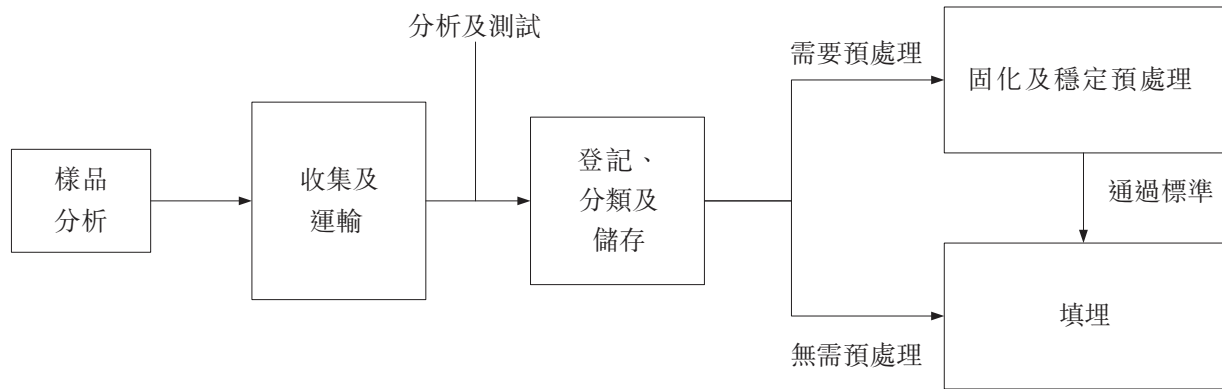 樣品
分析
收集及
運輸
分析及測試
登記、
分類及
儲存
需要預處理
固化及穩定預處理
通過標準
無需預處理
填埋